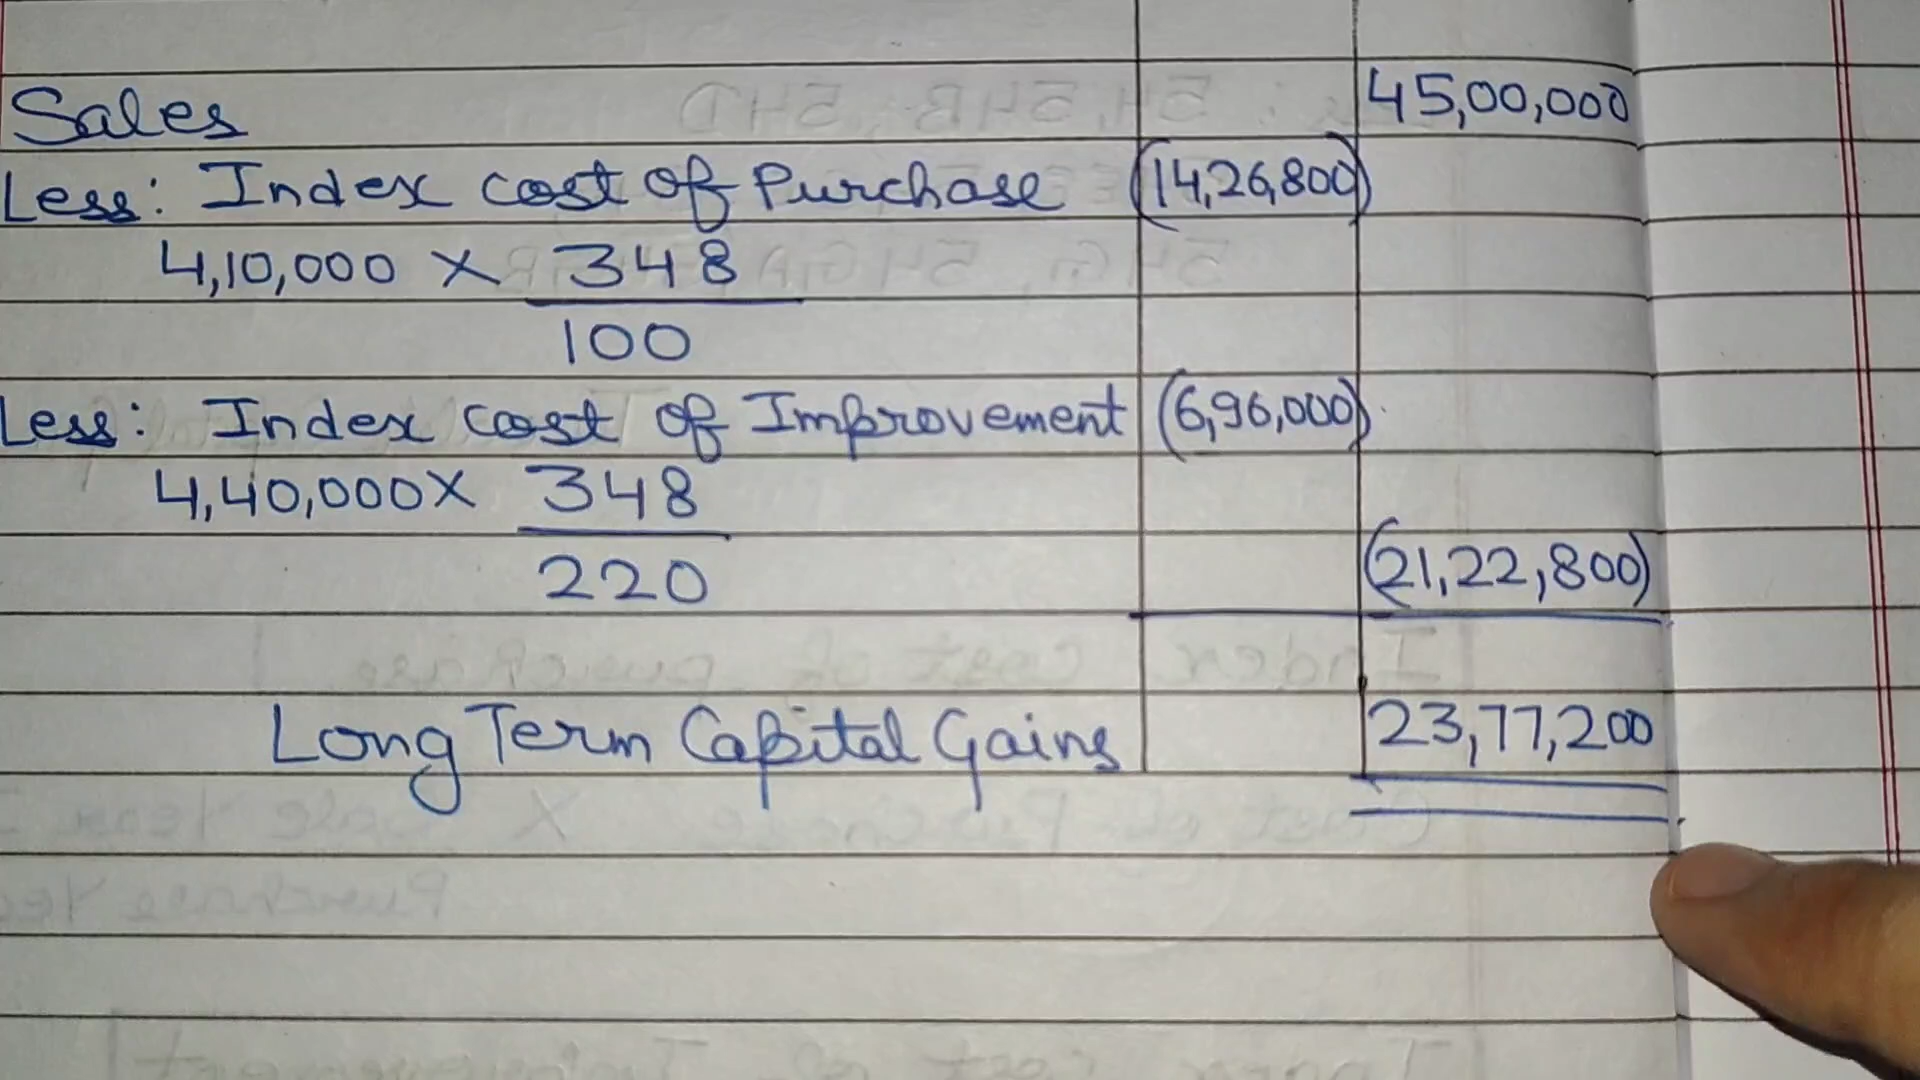 Sales 45,00,000
Less: Index cost of Purchase (14,26,800)
4,10,000 × 348
100
Less: Index cost of Improvement (6,96,000)
4,40,000 × 348
220
(21,22,800)
Long Term Capital Gains 23,77,200